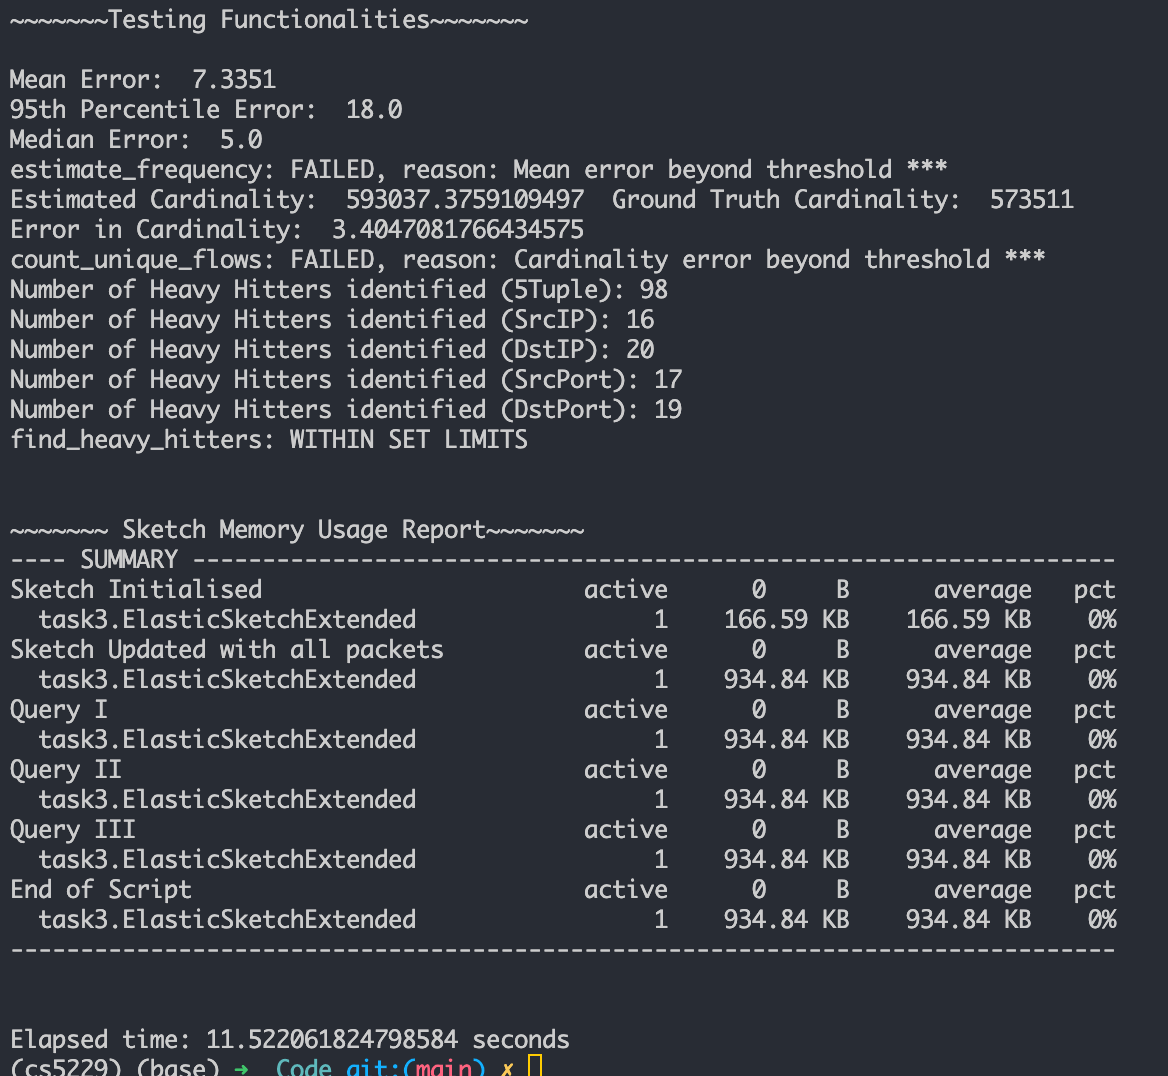 ~~~~~~~Testing Functionalities~~~~~~~
Mean Error:  7.3351
95th Percentile Error:  18.0
Median Error:  5.0
estimate_frequency: FAILED, reason: Mean error beyond threshold ***
Estimated Cardinality:  593037.3759109497  Ground Truth Cardinality:  573511
Error in Cardinality:  3.4047081766434575
count_unique_flows: FAILED, reason: Cardinality error beyond threshold ***
Number of Heavy Hitters identified (5Tuple): 98
Number of Heavy Hitters identified (SrcIP): 16
Number of Heavy Hitters identified (DstIP): 20
Number of Heavy Hitters identified (SrcPort): 17
Number of Heavy Hitters identified (DstPort): 19
find_heavy_hitters: WITHIN SET LIMITS
~~~~~~~ Sketch Memory Usage Report~~~~~~~
---- SUMMARY ------------------------------------------------------------------
Sketch Initialised                       active      0     B      average   pct
  task3.ElasticSketchExtended                 1    166.59 KB    166.59 KB    0%
Sketch Updated with all packets          active      0     B      average   pct
  task3.ElasticSketchExtended                 1    934.84 KB    934.84 KB    0%
Query I                                  active      0     B      average   pct
  task3.ElasticSketchExtended                 1    934.84 KB    934.84 KB    0%
Query II                                 active      0     B      average   pct
  task3.ElasticSketchExtended                 1    934.84 KB    934.84 KB    0%
Query III                                active      0     B      average   pct
  task3.ElasticSketchExtended                 1    934.84 KB    934.84 KB    0%
End of Script                            active      0     B      average   pct
  task3.ElasticSketchExtended                 1    934.84 KB    934.84 KB    0%
-------------------------------------------------------------------------------
Elapsed time: 11.522061824798584 seconds
(cs5229) (base) ➜  Code git:(main) ✗